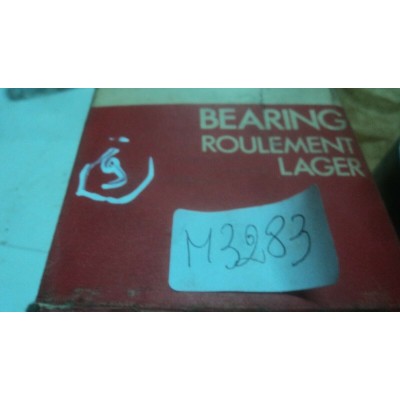 BEARING
ROULEMENT
LAGER
M3283